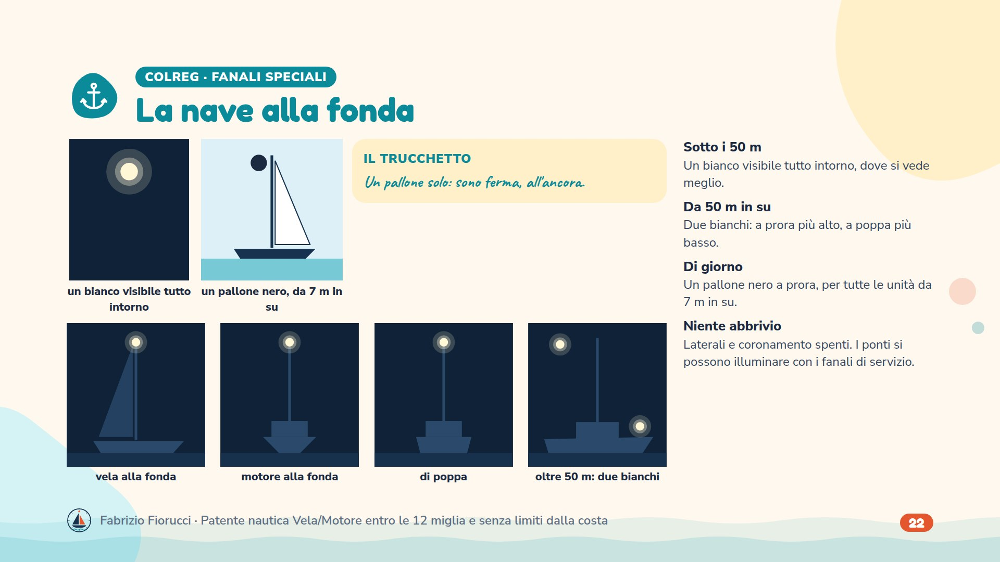 COLREG · FANALI SPECIALI
La nave alla fonda
un bianco visibile tutto
intorno
un pallone nero, da 7 m in
su
IL TRUCCHETTO
Un pallone solo: sono ferma, all'ancora.
vela alla fonda
motore alla fonda
di poppa
oltre 50 m: due bianchi
Sotto i 50 m
Un bianco visibile tutto intorno, dove si vede
meglio.
Da 50 m in su
Due bianchi: a prora più alto, a poppa più
basso.
Di giorno
Un pallone nero a prora, per tutte le unità da
7 m in su.
Niente abbrivio
Laterali e coronamento spenti. I ponti si
possono illuminare con i fanali di servizio.
Fabrizio Fiorucci · Patente nautica Vela/Motore entro le 12 miglia e senza limiti dalla costa
22